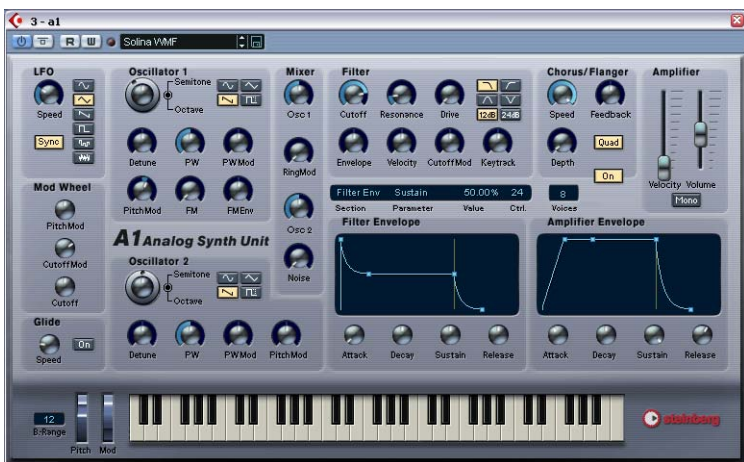 3 - a1
R W Solina WMF
LFO
Speed
Sync
Mod Wheel
PitchMod
CutoffMod
Cutoff
Glide
Speed On
Oscillator 1
Semitone
Octave
Detune PW PWMod
PitchMod FM FMEnv
A1 Analog Synth Unit
Oscillator 2
Semitone
Octave
Detune PW PWMod PitchMod
Mixer
Osc 1
RingMod
Osc 2
Noise
Filter
12dB 24dB
Cutoff Resonance Drive
Envelope Velocity CutoffMod Keytrack
Chorus/Flanger
Speed Feedback
Depth Quad
On
Amplifier
Velocity Volume
Mono
Filter Env Sustain 50.00% 24 8
Section Parameter Value Ctrl. Voices
Filter Envelope
Attack Decay Sustain Release
Amplifier Envelope
Attack Decay Sustain Release
12
B.-Range
Pitch Mod
steinberg